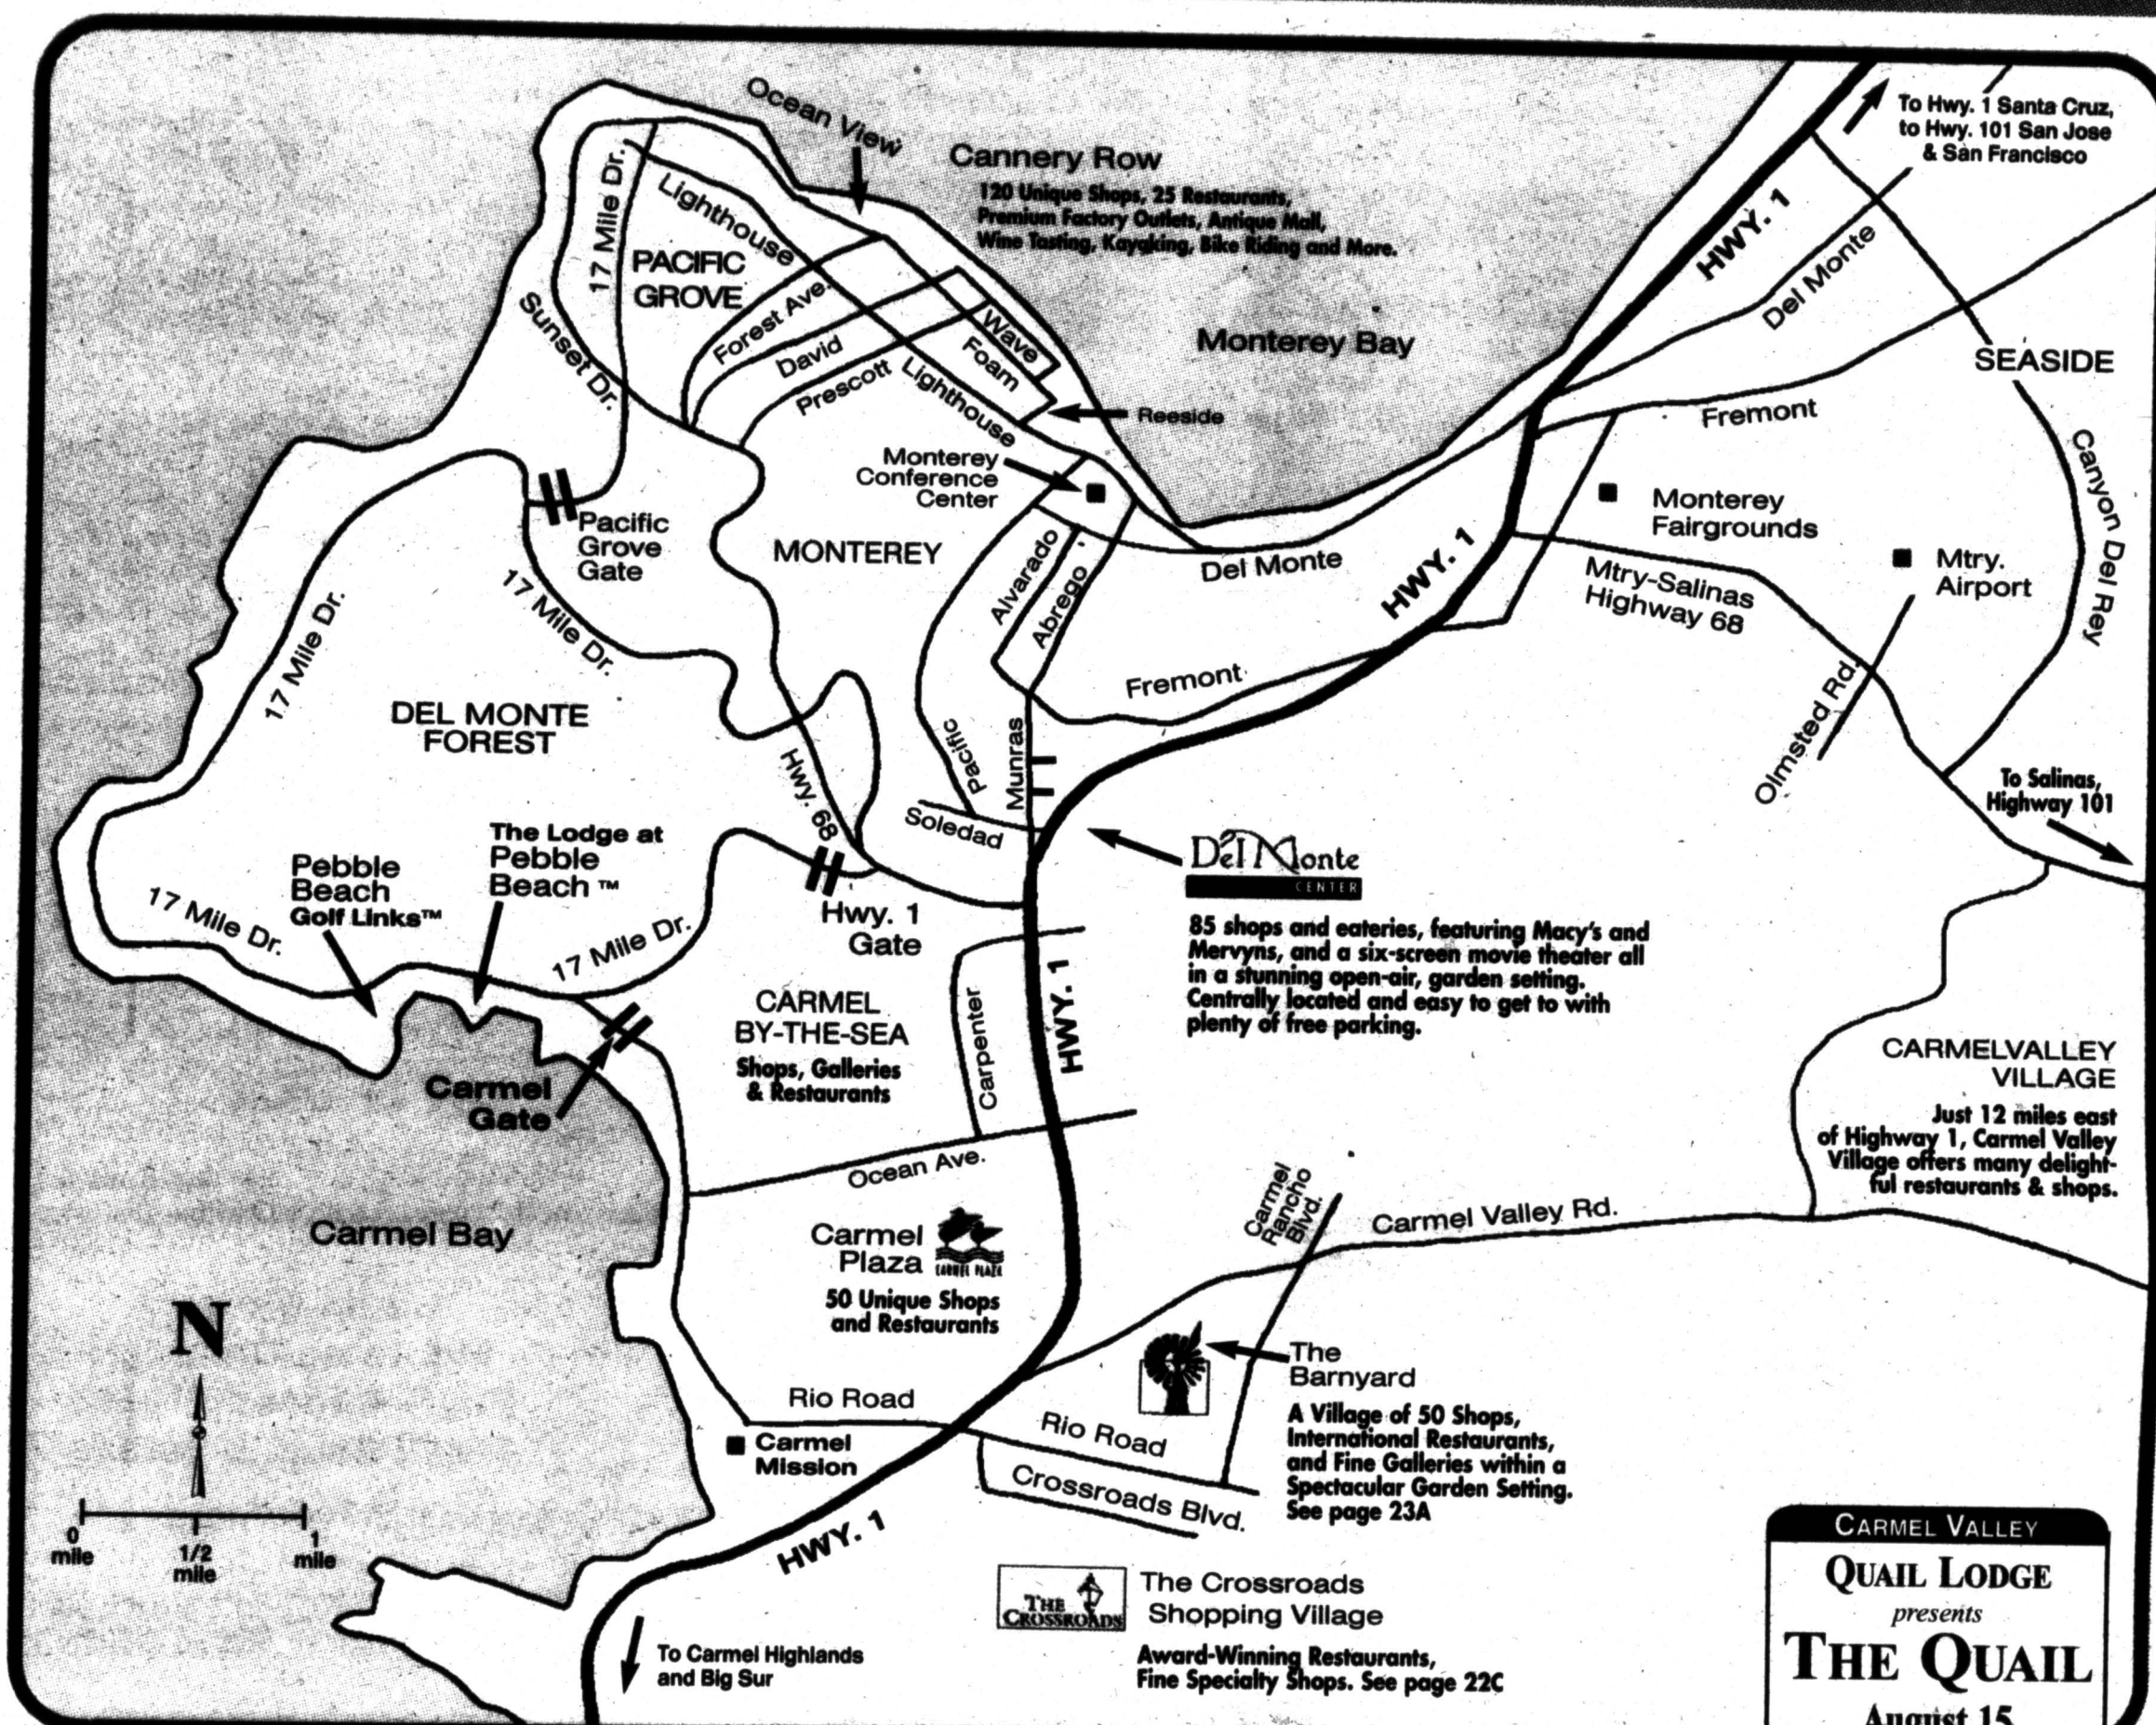 Ocean View
Cannery Row
120 Unique Shops, 25 Restaurants,
Premium Factory Outlets, Antique Mall,
Wine Tasting, Kayaking, Bike Riding and More.
To Hwy. 1 Santa Cruz,
to Hwy. 101 San Jose
& San Francisco
HWY. 1
Del Monte
17 Mile Dr.
Lighthouse
PACIFIC
GROVE
Sunset Dr.
Forest Ave.
David
Prescott
Lighthouse
Wave
Foam
Reeside
Monterey Bay
SEASIDE
Fremont
Canyon Del Rey
Monterey
Conference
Center
Monterey
Fairgrounds
Mtry.
Airport
Pacific
Grove
Gate
MONTEREY
Alvarado
Abrego
Del Monte
HWY. 1
Mtry-Salinas
Highway 68
17 Mile Dr.
17 Mile Dr.
DEL MONTE
FOREST
Fremont
Olmsted Rd.
Pacific
Munras
Hwy. 68
Soledad
To Salinas,
Highway 101
The Lodge at
Pebble
Beach ™
Pebble
Beach
Golf Links™
17 Mile Dr.
17 Mile Dr.
Hwy. 1
Gate
Del Monte
CENTER
85 shops and eateries, featuring Macy's and
Mervyns, and a six-screen movie theater all
in a stunning open-air, garden setting.
Centrally located and easy to get to with
plenty of free parking.
CARMEL
BY-THE-SEA
Shops, Galleries
& Restaurants
Carpenter
HWY. 1
Carmel
Gate
CARMELVALLEY
VILLAGE
Just 12 miles east
of Highway 1, Carmel Valley
Village offers many delight-
ful restaurants & shops.
Ocean Ave.
Carmel Bay
Carmel
Plaza
CARMEL PLAZA
50 Unique Shops
and Restaurants
Carmel
Rancho
Blvd.
Carmel Valley Rd.
N
The
Barnyard
A Village of 50 Shops,
International Restaurants,
and Fine Galleries within a
Spectacular Garden Setting.
See page 23A
Rio Road
Rio Road
Carmel
Mission
Crossroads Blvd.
0
mile
1/2
mile
1
mile
HWY. 1
To Carmel Highlands
and Big Sur
THE
CROSSROADS
The Crossroads
Shopping Village
Award-Winning Restaurants,
Fine Specialty Shops. See page 22C
CARMEL VALLEY
QUAIL LODGE
presents
THE QUAIL
August 15